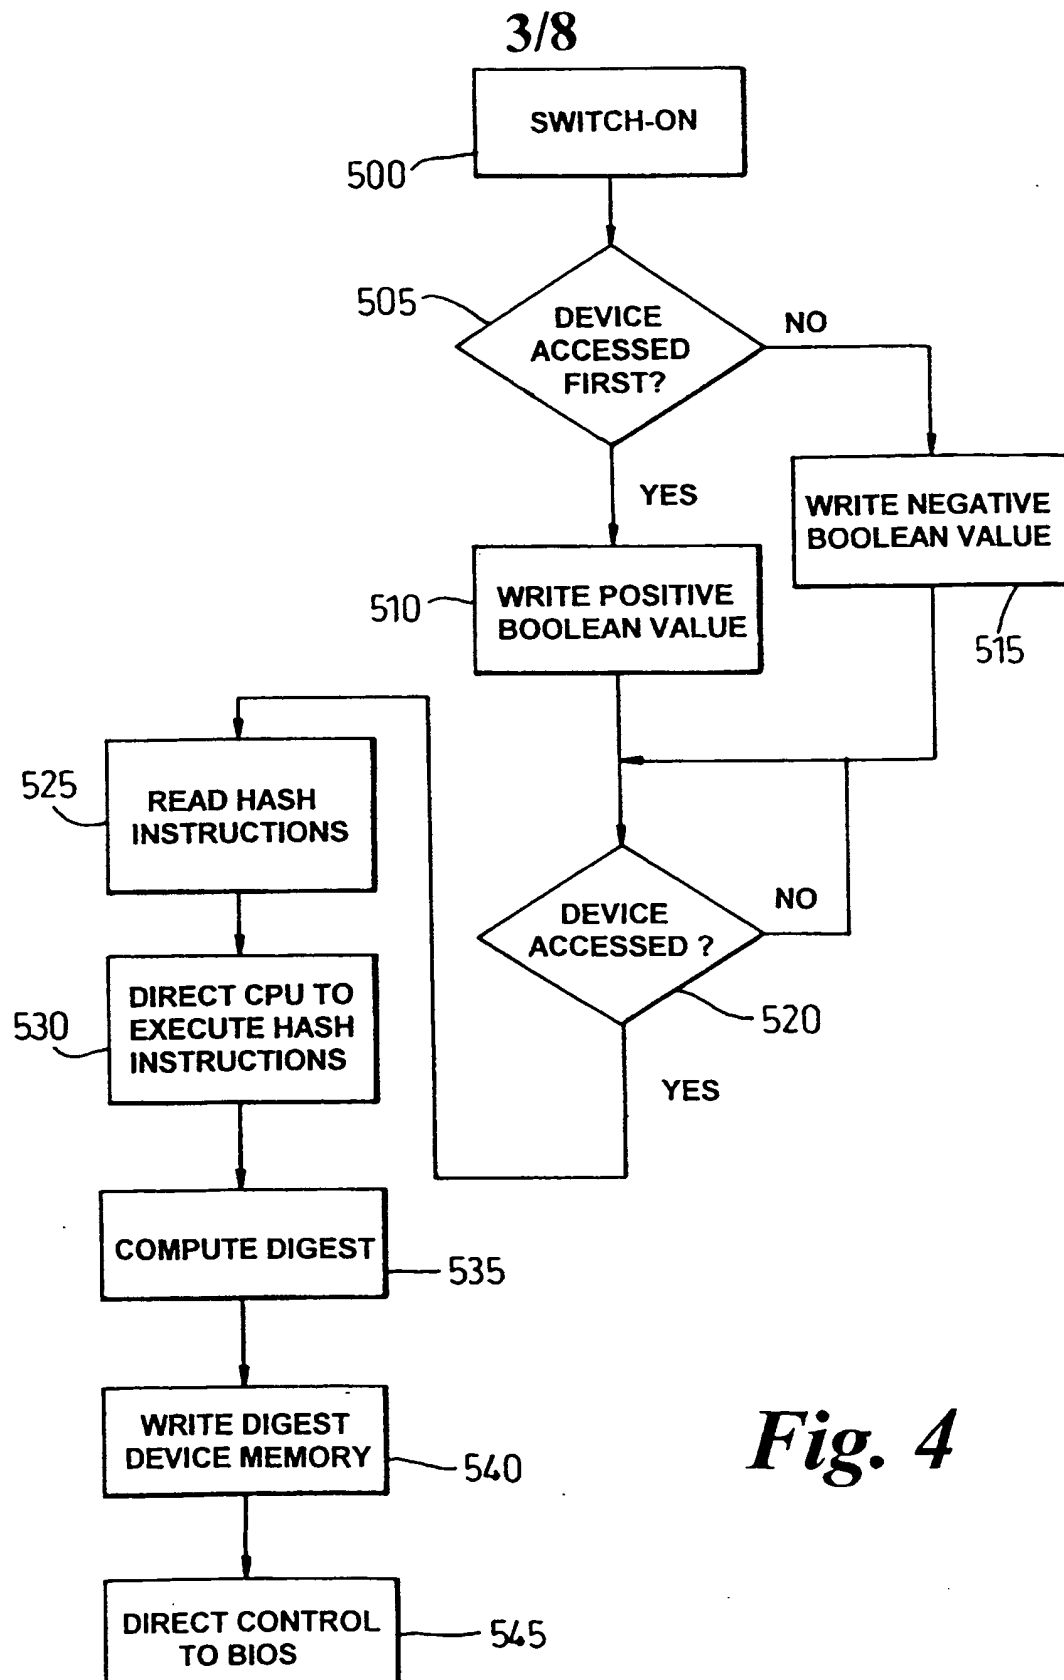 3/8
SWITCH-ON
500
505
DEVICE
ACCESSED
FIRST?
NO
YES
WRITE NEGATIVE
BOOLEAN VALUE
515
510
WRITE POSITIVE
BOOLEAN VALUE
525
READ HASH
INSTRUCTIONS
DEVICE
ACCESSED ?
NO
520
YES
530
DIRECT CPU TO
EXECUTE HASH
INSTRUCTIONS
COMPUTE DIGEST
535
WRITE DIGEST
DEVICE MEMORY
540
Fig. 4
DIRECT CONTROL
TO BIOS
545